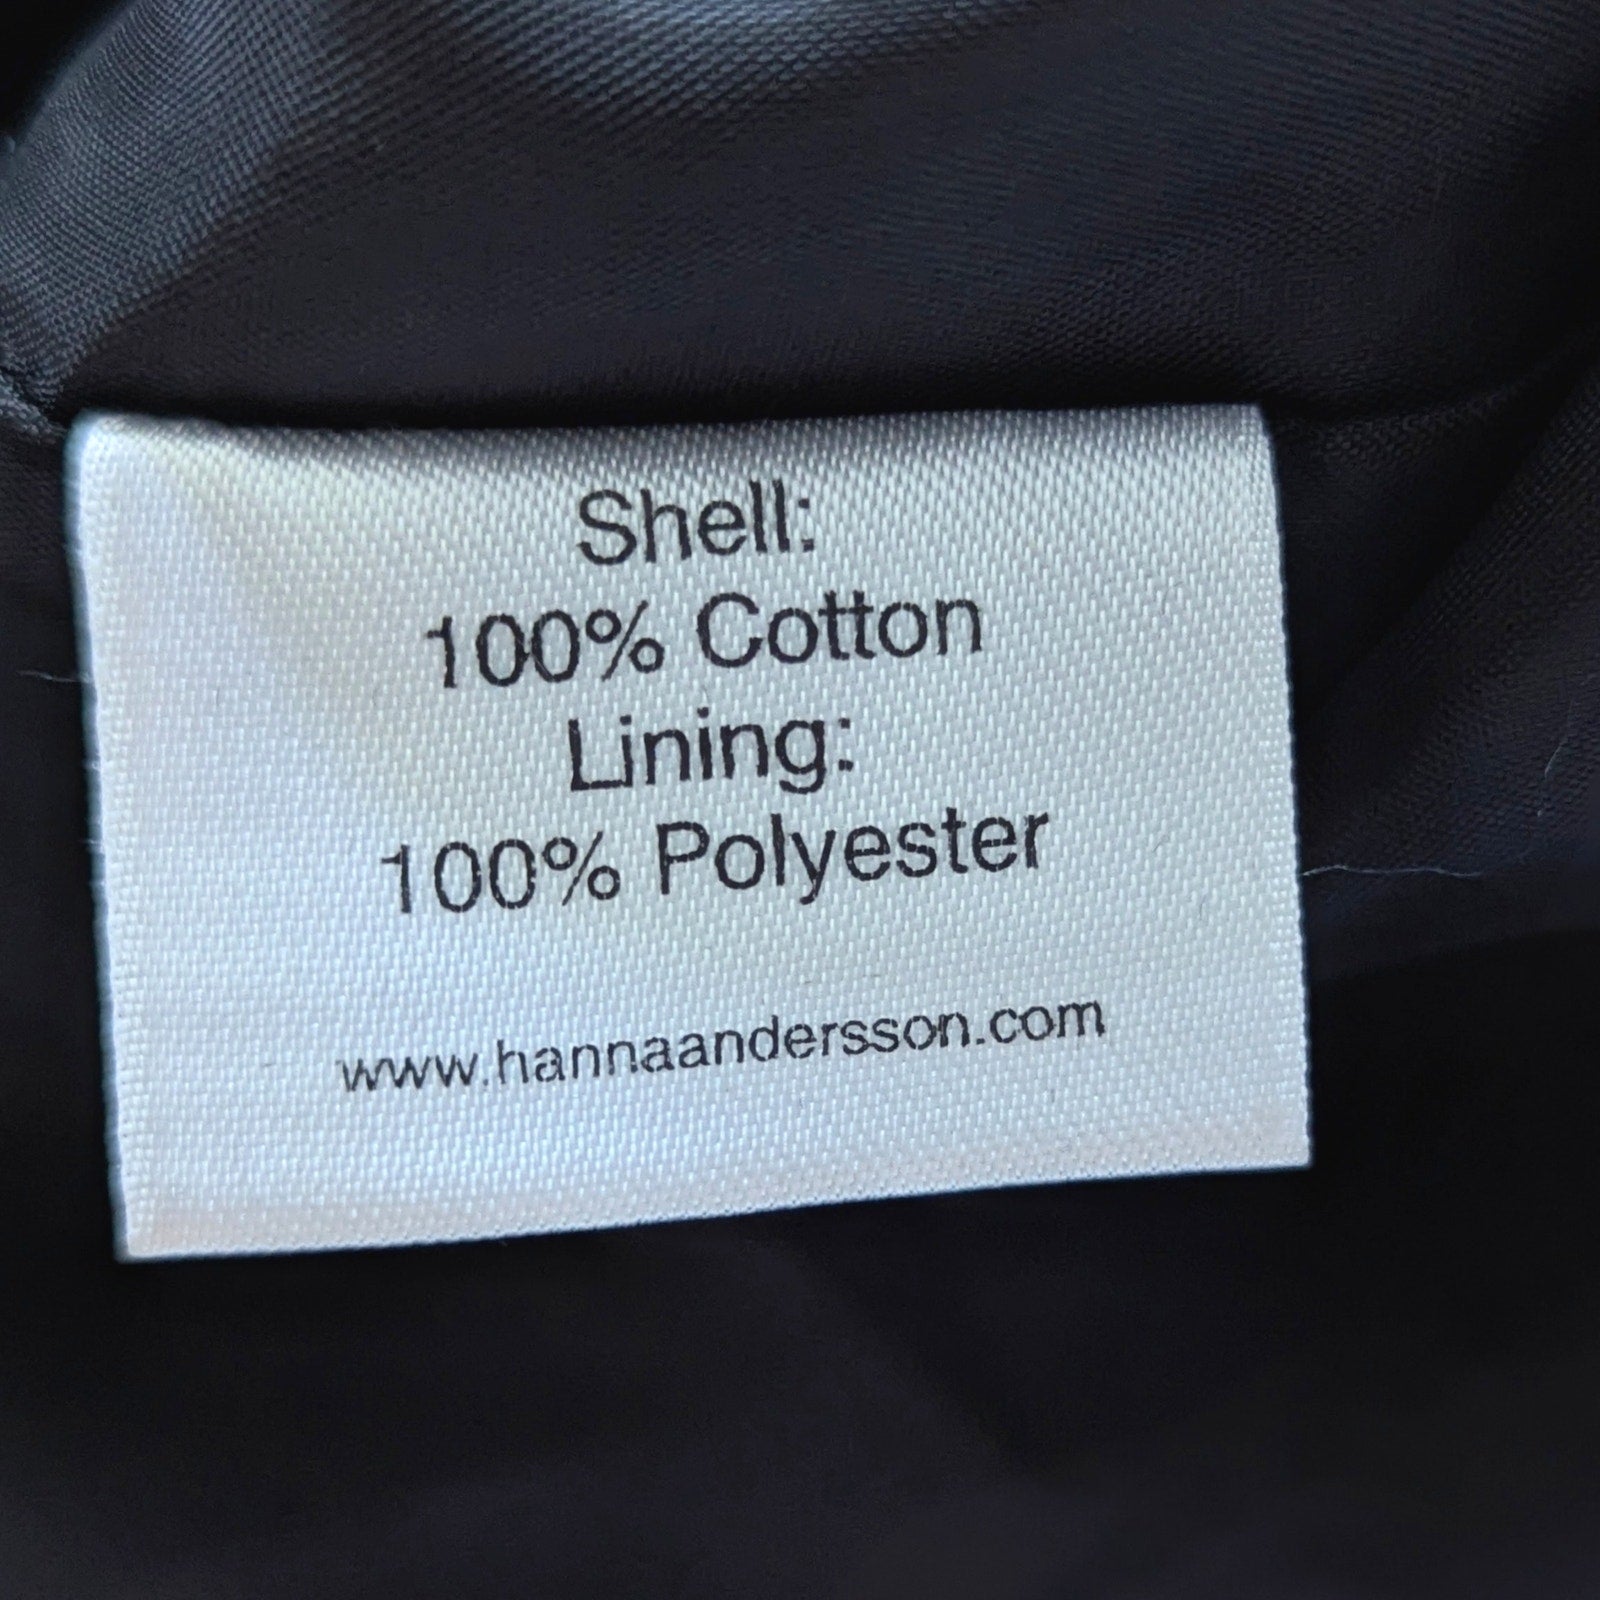 Shell:
100% Cotton
Lining:
100% Polyester
www.hannaandersson.com